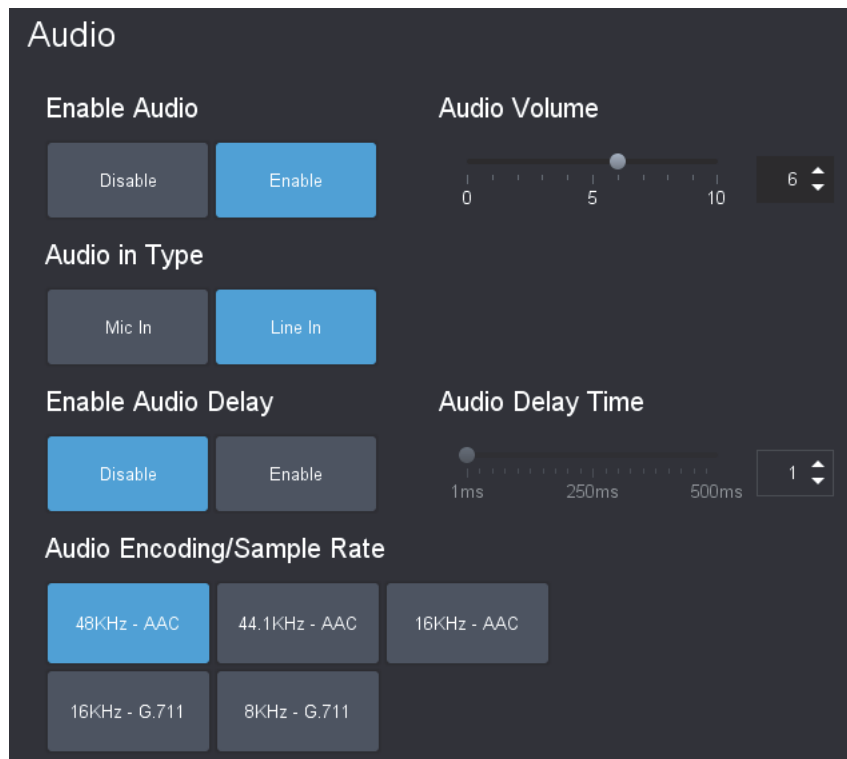 Audio
Enable Audio
Audio Volume
Disable
Enable
0
5
10
6
Audio in Type
Mic In
Line In
Enable Audio Delay
Audio Delay Time
Disable
Enable
1ms
250ms
500ms
1
Audio Encoding/Sample Rate
48KHz - AAC
44.1KHz - AAC
16KHz - AAC
16KHz - G.711
8KHz - G.711